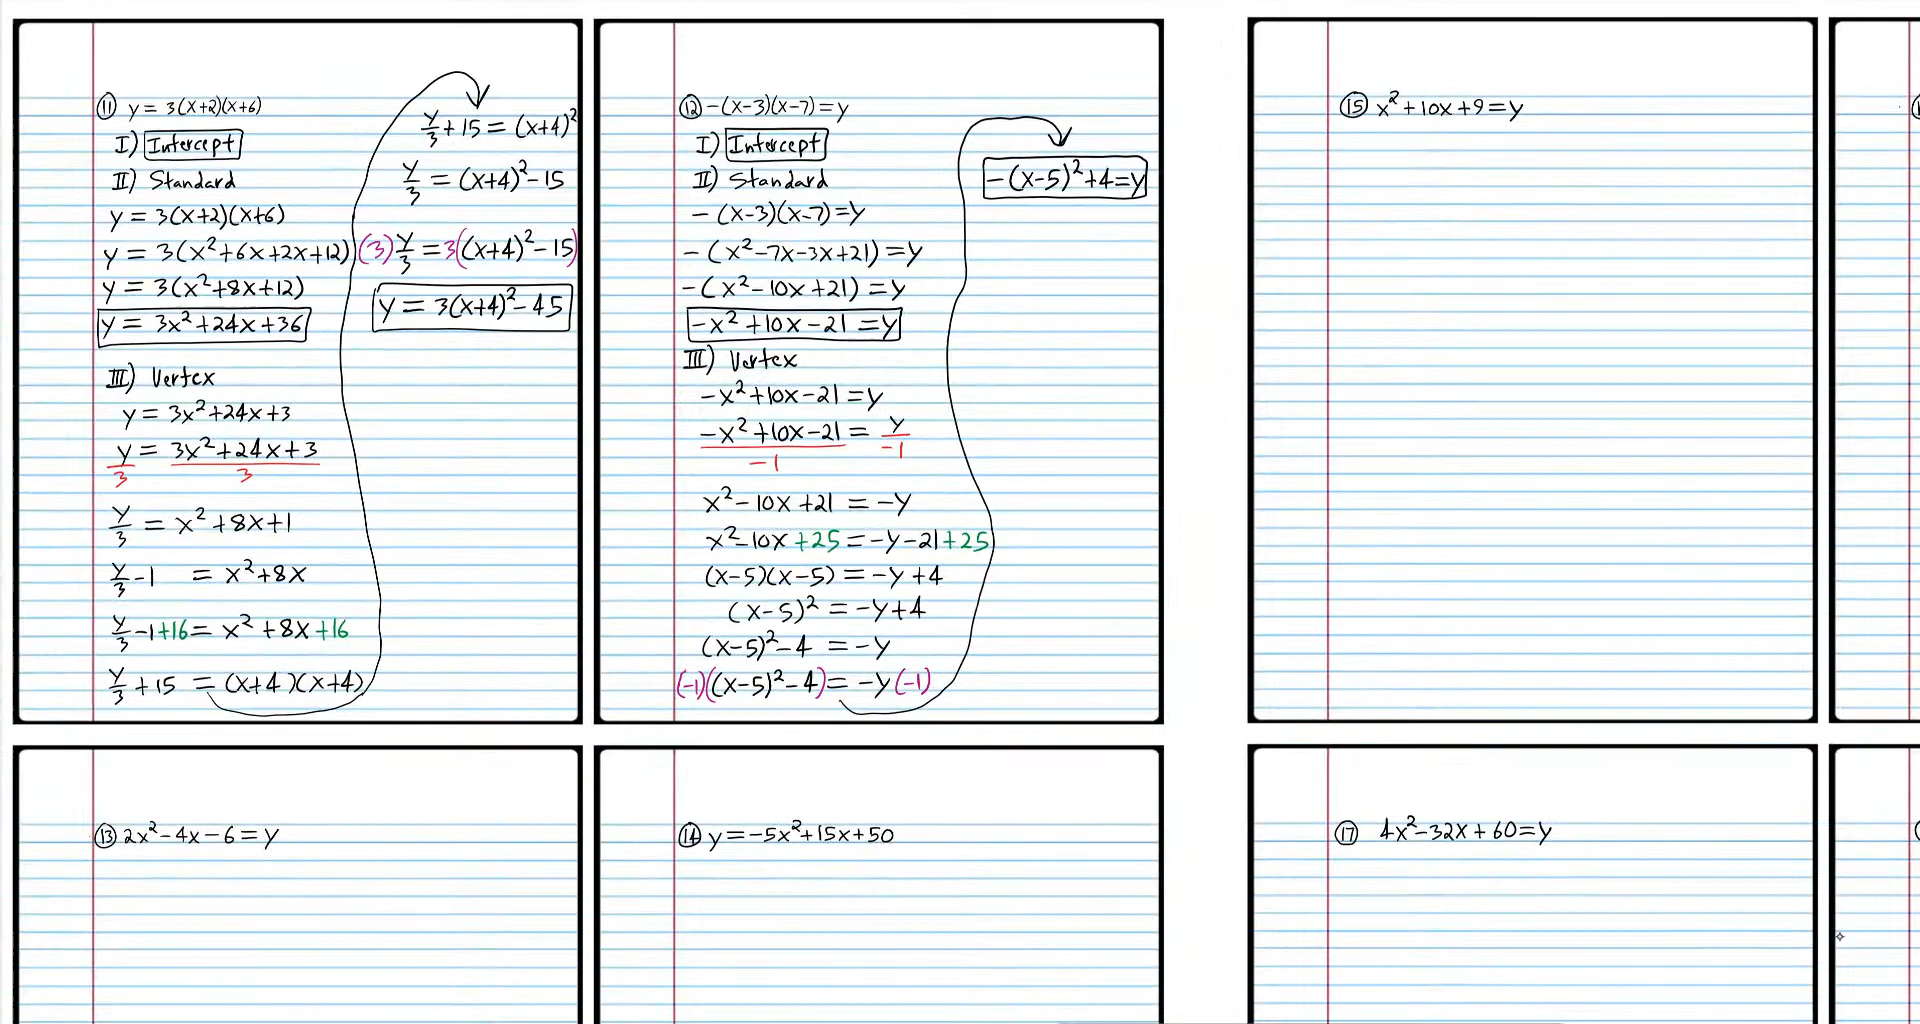 ⑪ y = 3(x+2)(x+6)
I) Intercept
II) Standard
y = 3(x+2)(x+6)
y = 3(x²+6x+2x+12)
y = 3(x²+8x+12)
y = 3x²+24x+36
III) Vertex
y = 3x²+24x+3
y/3 = (3x²+24x+3)/3
y/3 = x²+8x+1
y/3 -1 = x²+8x
y/3 -1+16 = x²+8x+16
y/3 +15 = (x+4)(x+4)
y/3 +15 = (x+4)²
y/3 = (x+4)²-15
(3) y/3 = 3((x+4)²-15)
y = 3(x+4)²-45
⑫ -(x-3)(x-7)=y
I) Intercept
II) Standard
-(x-3)(x-7)=y
-(x²-7x-3x+21)=y
-(x²-10x+21)=y
-x²+10x-21=y
III) Vertex
-x²+10x-21=y
(-x²+10x-21)/-1 = y/-1
x²-10x+21 = -y
x²-10x+25 = -y-21+25
(x-5)(x-5) = -y+4
(x-5)² = -y+4
(x-5)²-4 = -y
(-1)((x-5)²-4) = -y(-1)
-(x-5)²+4=y
⑮ x²+10x+9=y
⑬ 2x²-4x-6=y
⑭ y=-5x²+15x+50
⑰ 4x²-32x+60=y